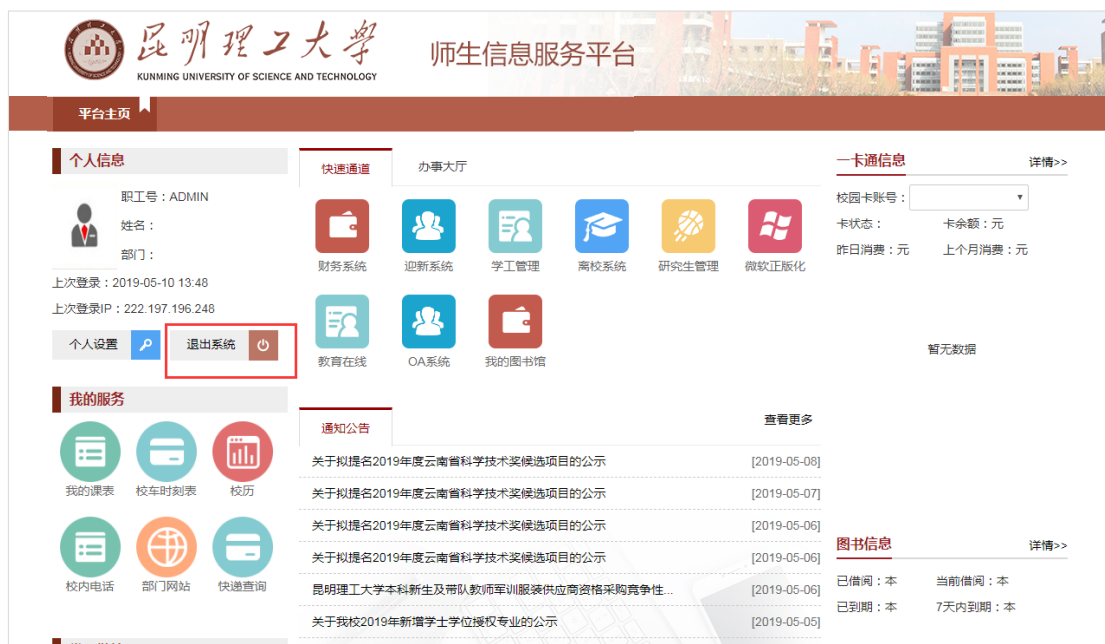 昆明理工大学
KUNMING UNIVERSITY OF SCIENCE AND TECHNOLOGY
师生信息服务平台
平台主页
个人信息
职工号：ADMIN
姓名：
部门：
上次登录：2019-05-10 13:48
上次登录IP：222.197.196.248
个人设置
退出系统
我的服务
我的课表 校车时刻表 校历
校内电话 部门网站 快递查询
快速通道 办事大厅
财务系统 迎新系统 学工管理 离校系统 研究生管理 微软正版化
教育在线 OA系统 我的图书馆
通知公告 查看更多
关于拟提名2019年度云南省科学技术奖候选项目的公示 [2019-05-08]
关于拟提名2019年度云南省科学技术奖候选项目的公示 [2019-05-07]
关于拟提名2019年度云南省科学技术奖候选项目的公示 [2019-05-06]
关于拟提名2019年度云南省科学技术奖候选项目的公示 [2019-05-06]
昆明理工大学本科新生及带队教师军训服装供应商资格采购竞争性... [2019-05-06]
关于我校2019年新增学士学位授权专业的公示 [2019-05-05]
一卡通信息 详情>>
校园卡账号：
卡状态： 卡余额：元
昨日消费：元 上个月消费：元
暂无数据
图书信息 详情>>
已借阅：本 当前借阅：本
已到期：本 7天内到期：本